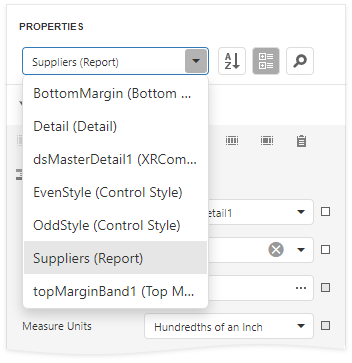 PROPERTIES
Suppliers (Report)
BottomMargin (Bottom ...
Detail (Detail)
dsMasterDetail1 (XRCom...
EvenStyle (Control Style)
OddStyle (Control Style)
Suppliers (Report)
topMarginBand1 (Top M...
Measure Units
Hundredths of an Inch